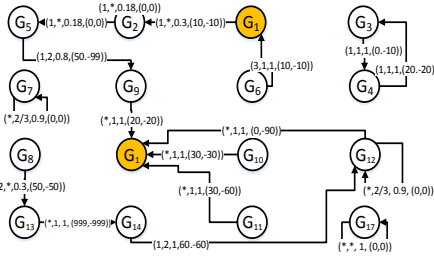 (1,*,0.18,(0,0))
G5 (1,*,0.18,(0,0)) G2 (1,*,0.3,(10,-10)) G1 G3
(1,2,0.8,(50.-99)) (3,1,1,(10,-10)) (1,1,1,(0.-10)) (1,1,1,(20.-20)
G7 G9 G6 G4
(*,2/3,0.9,(0,0)) (*,1,1,(20,-20)) (*,1,1, (0,-90))
G8 G1 (*,1,1,(30,-30)) G10 G12
2,*,0.3,(50,-50)) (*,1,1,(30,-60)) (*,2/3, 0.9, (0,0))
G13 (*,1, 1, (999,-999)) G14 G11 G17
(1,2,1,60.-60) (*,*, 1, (0,0))